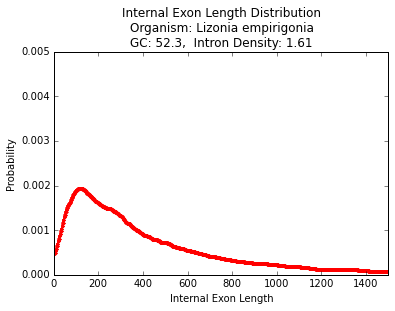 Internal Exon Length Distribution
Organism: Lizonia empirigonia
GC: 52.3,  Intron Density: 1.61
0.005
0.004
0.003
0.002
0.001
0.000
Probability
0 200 400 600 800 1000 1200 1400
Internal Exon Length